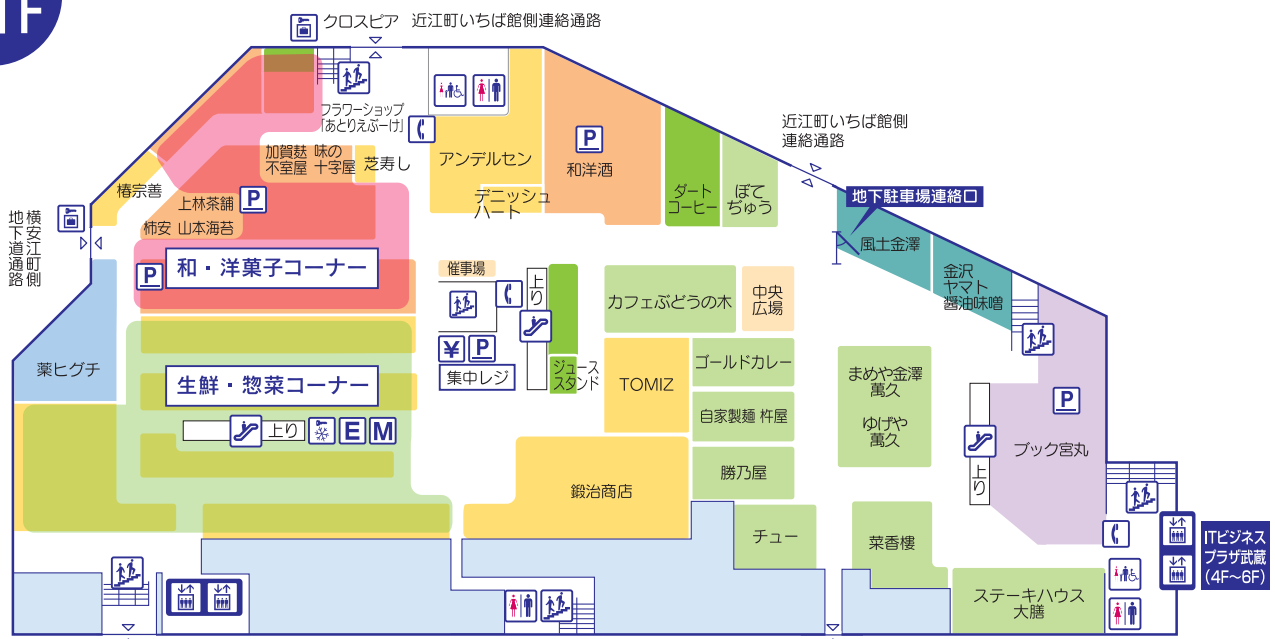 1F
クロスピア 近江町いちば館側連絡通路
フラワーショップ
「あとりえぶーけ」
加賀麸
不室屋
味の
十字屋
芝寿し
アンデルセン
デニッシュ
ハート
P
和洋酒
ダート
コーヒー
ぼて
ぢゅう
近江町いちば館側
連絡通路
地下駐車場連絡口
風土金澤
金沢
ヤマト
醤油味噌
椿宗善
上林茶舗
P
柿安 山本海苔
横安江町側
地下道通路
P
和・洋菓子コーナー
催事場
上り
¥
P
集中レジ
ジュース
スタンド
カフェぶどうの木
中央
広場
薬ヒグチ
生鮮・惣菜コーナー
上り
E
M
TOMIZ
ゴールドカレー
自家製麺 杵屋
勝乃屋
まめや金澤
萬久
ゆげや
萬久
P
ブック宮丸
上り
鍛治商店
チュー
菜香樓
ステーキハウス
大膳
ITビジネス
プラザ武蔵
(4F〜6F)